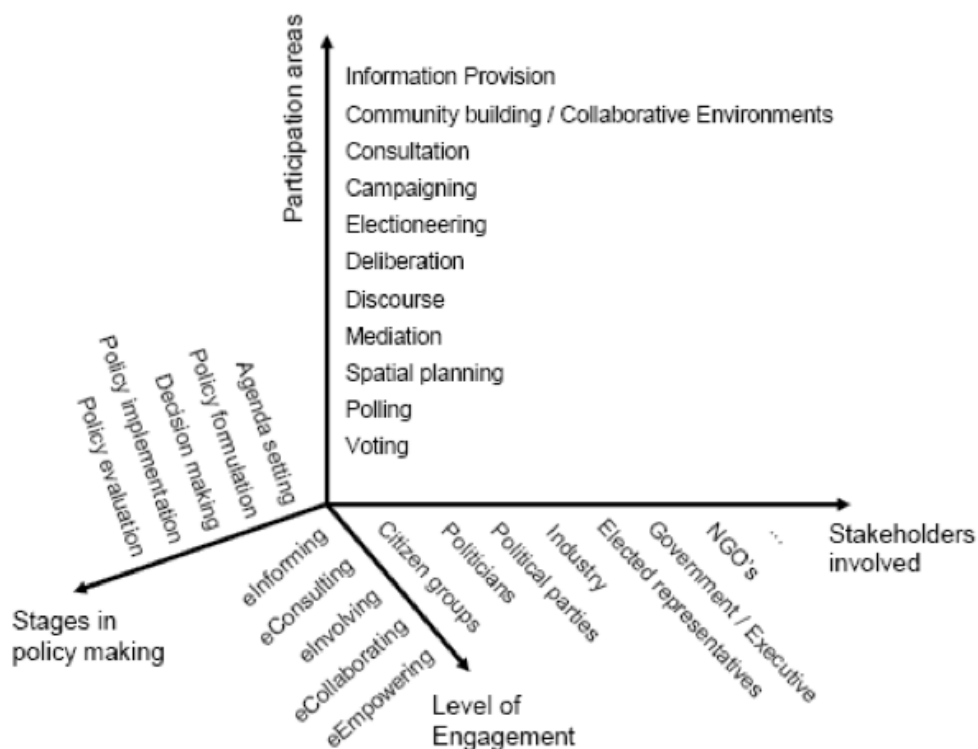 Participation areas
Information Provision
Community building / Collaborative Environments
Consultation
Campaigning
Electioneering
Deliberation
Discourse
Mediation
Spatial planning
Polling
Voting
Policy evaluation
Policy implementation
Decision making
Policy formulation
Agenda setting
Stages in
policy making
eInforming
eConsulting
eInvolving
eCollaborating
eEmpowering
Level of
Engagement
Citizen groups
Politicians
Political parties
Industry
Elected representatives
Government / Executive
NGO's
...
Stakeholders
involved